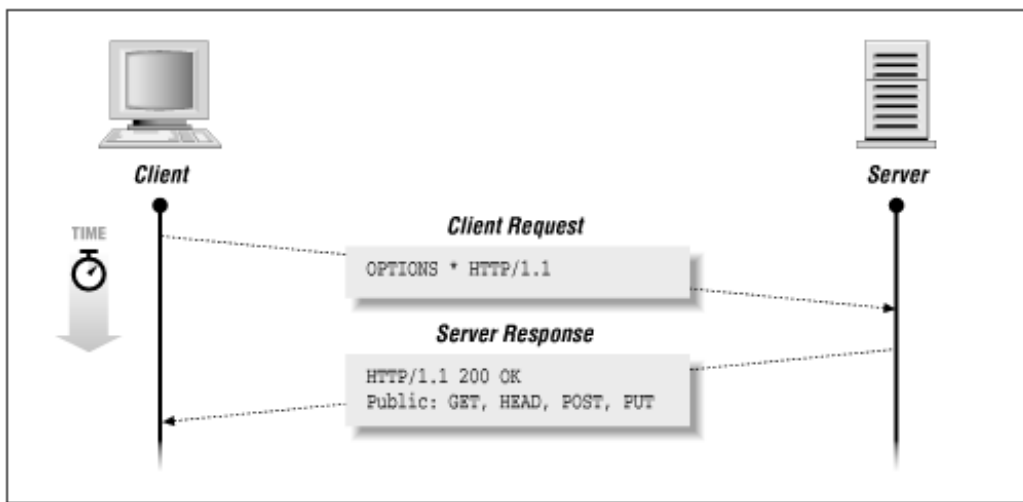 Client
Server
TIME
Client Request
OPTIONS * HTTP/1.1
Server Response
HTTP/1.1 200 OK
Public: GET, HEAD, POST, PUT